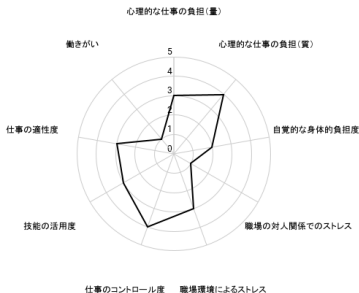 心理的な仕事の負担（量）
働きがい
心理的な仕事の負担（質）
5
4
3
2
1
0
仕事の適性度
自覚的な身体的負担度
技能の活用度
職場の対人関係でのストレス
仕事のコントロール度
職場環境によるストレス